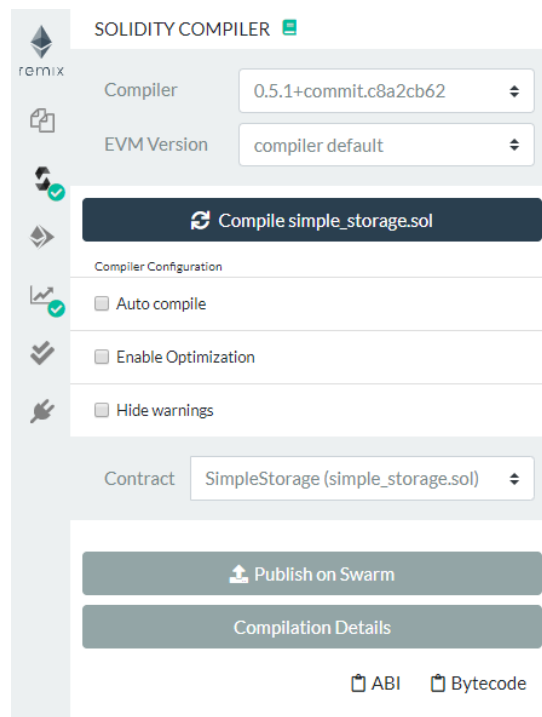 SOLIDITY COMPILER
remix
Compiler
0.5.1+commit.c8a2cb62
EVM Version
compiler default
Compile simple_storage.sol
Compiler Configuration
Auto compile
Enable Optimization
Hide warnings
Contract
SimpleStorage (simple_storage.sol)
Publish on Swarm
Compilation Details
ABI
Bytecode